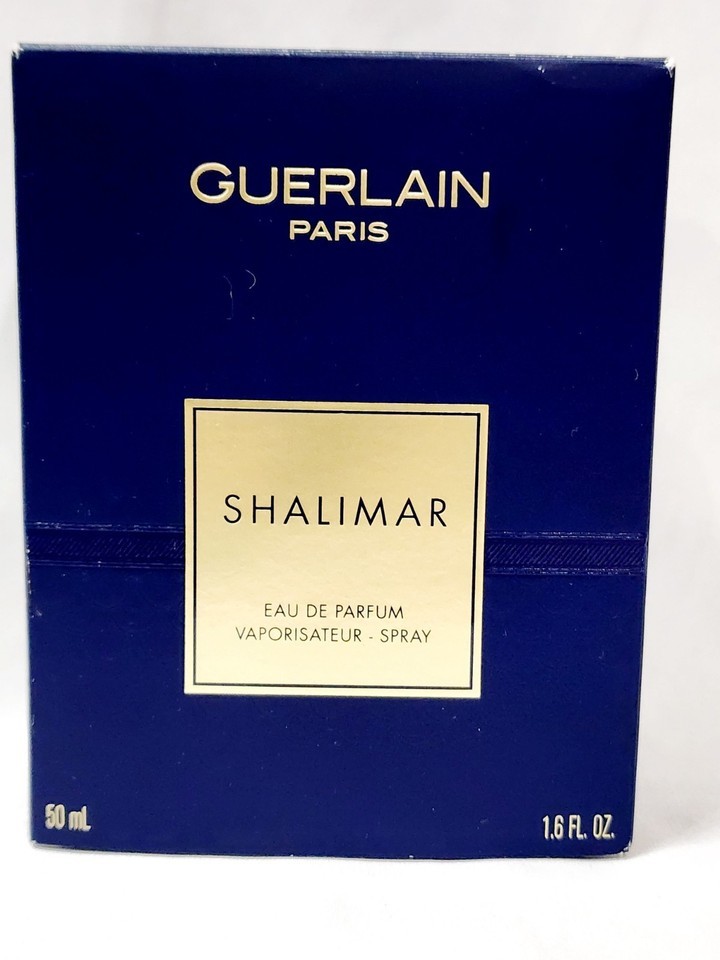 GUERLAIN
PARIS
SHALIMAR
EAU DE PARFUM
VAPORISATEUR - SPRAY
50 mL
1.6 FL. OZ.